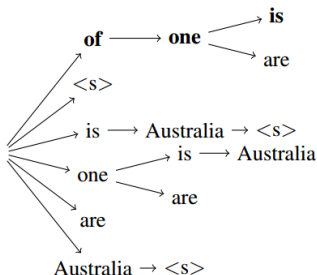 is
of → one
are
<s>
is → Australia → <s>
is → Australia
one
are
are
Australia → <s>